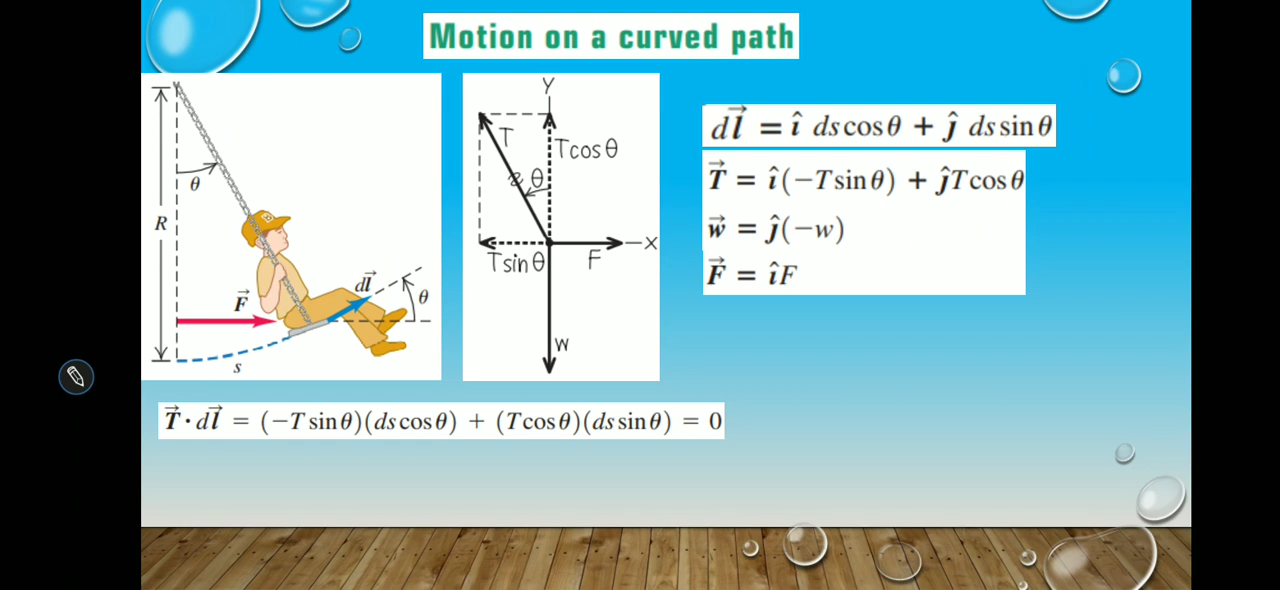 Motion on a curved path
R
θ
F⃗
dl⃗
θ
s
Y
T
Tcosθ
θ
X
Tsinθ
F
W
dl⃗ = î ds cosθ + ĵ ds sinθ
T⃗ = î(−T sinθ) + ĵT cosθ
w⃗ = ĵ(−w)
F⃗ = îF
T⃗ · dl⃗ = (−T sinθ)(ds cosθ) + (T cosθ)(ds sinθ) = 0